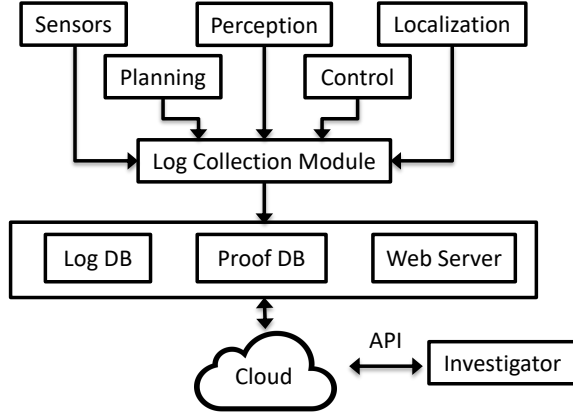 Sensors
Perception
Localization
Planning
Control
Log Collection Module
Log DB
Proof DB
Web Server
API
Cloud
Investigator